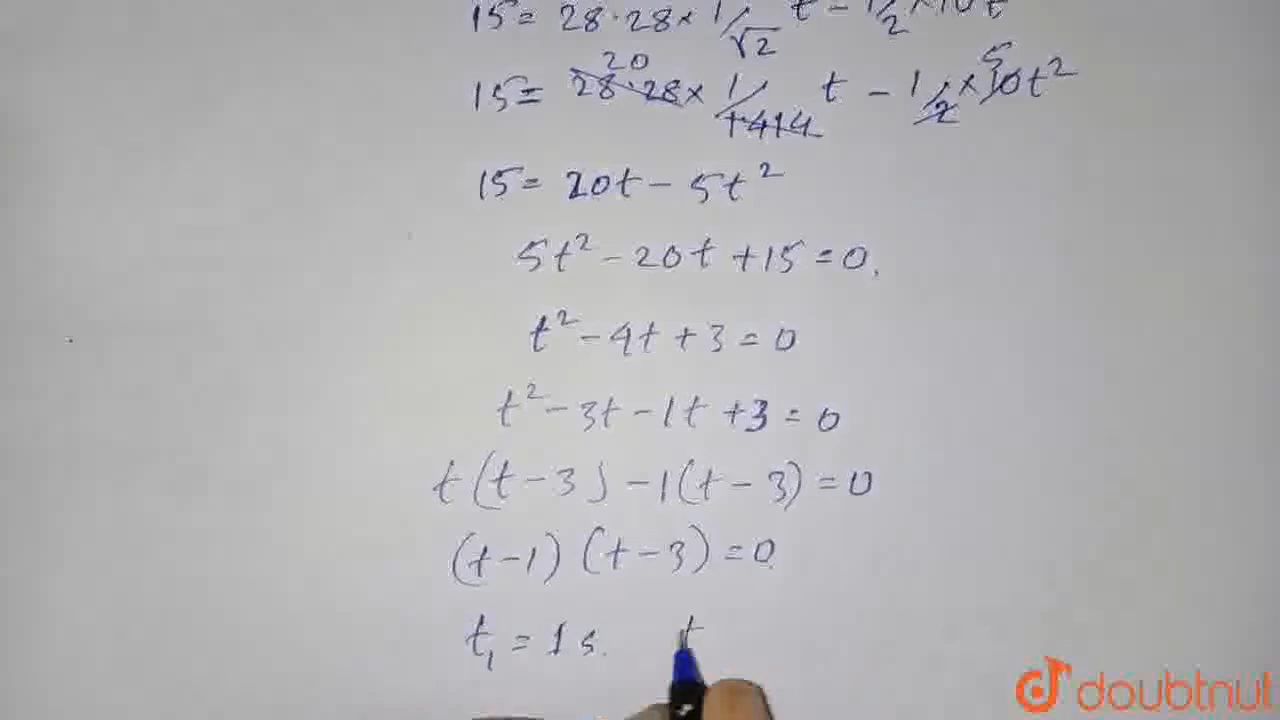 15 = 28.28 × 1/√2 t - 1/2 × 10 t
20 5
15 = 28.28 × 1/1.414 t - 1/2 × 10t²
15 = 20t - 5t²
5t² - 20t + 15 = 0.
t² - 4t + 3 = 0
t² - 3t - 1t + 3 = 0
t(t - 3) - 1(t - 3) = 0
(t - 1) (t - 3) = 0
t₁ = 1 s. t
doubtnut